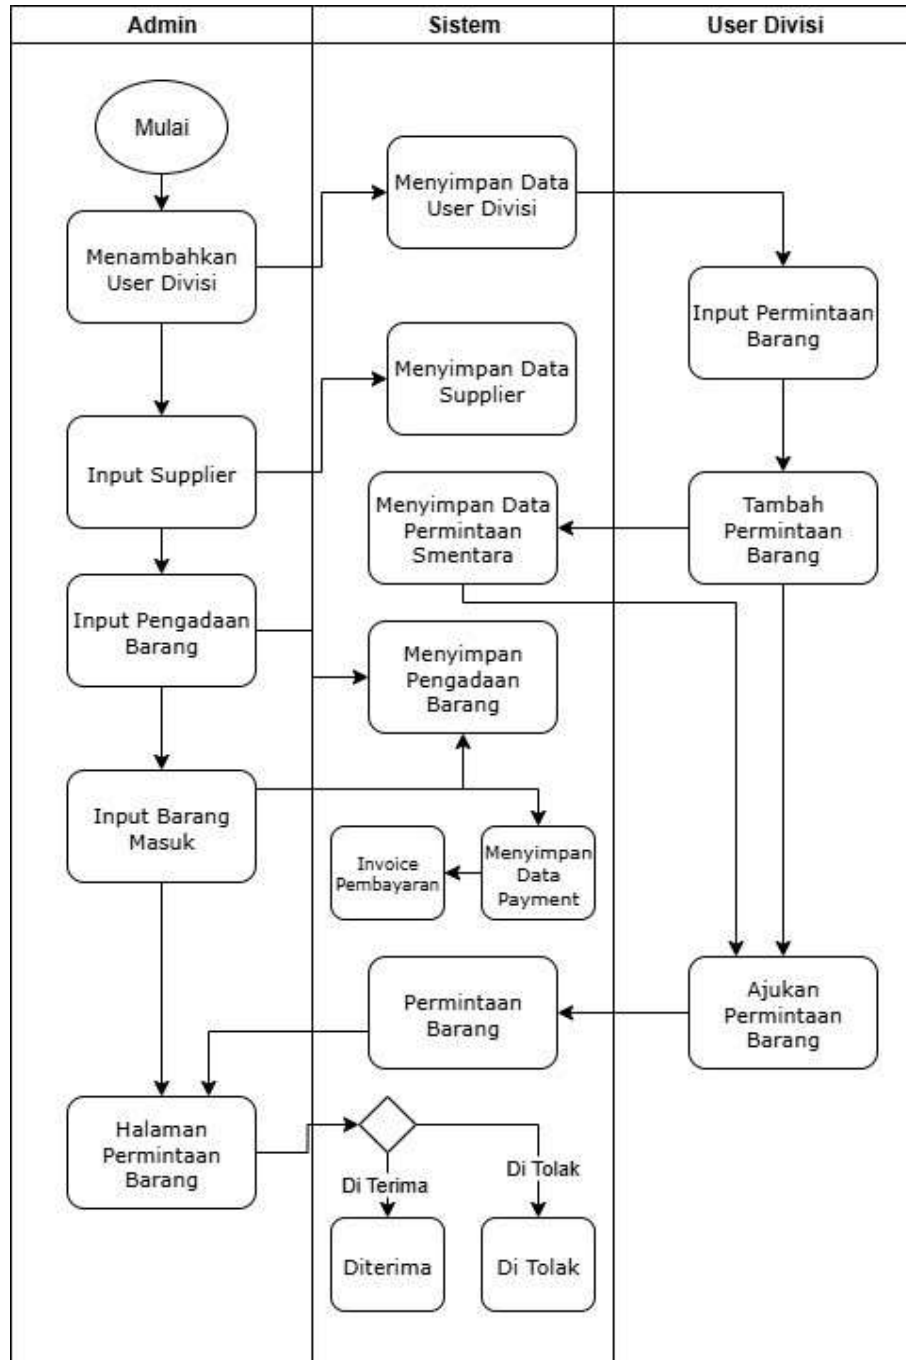 Admin
Sistem
User Divisi
Mulai
Menyimpan Data
User Divisi
Menambahkan
User Divisi
Input Permintaan
Barang
Menyimpan Data
Supplier
Input Supplier
Menyimpan Data
Permintaan
Smentara
Tambah
Permintaan
Barang
Input Pengadaan
Barang
Menyimpan
Pengadaan
Barang
Input Barang
Masuk
Invoice
Pembayaran
Menyimpan
Data
Payment
Permintaan
Barang
Ajukan
Permintaan
Barang
Halaman
Permintaan
Barang
Di Terima
Di Tolak
Diterima
Di Tolak